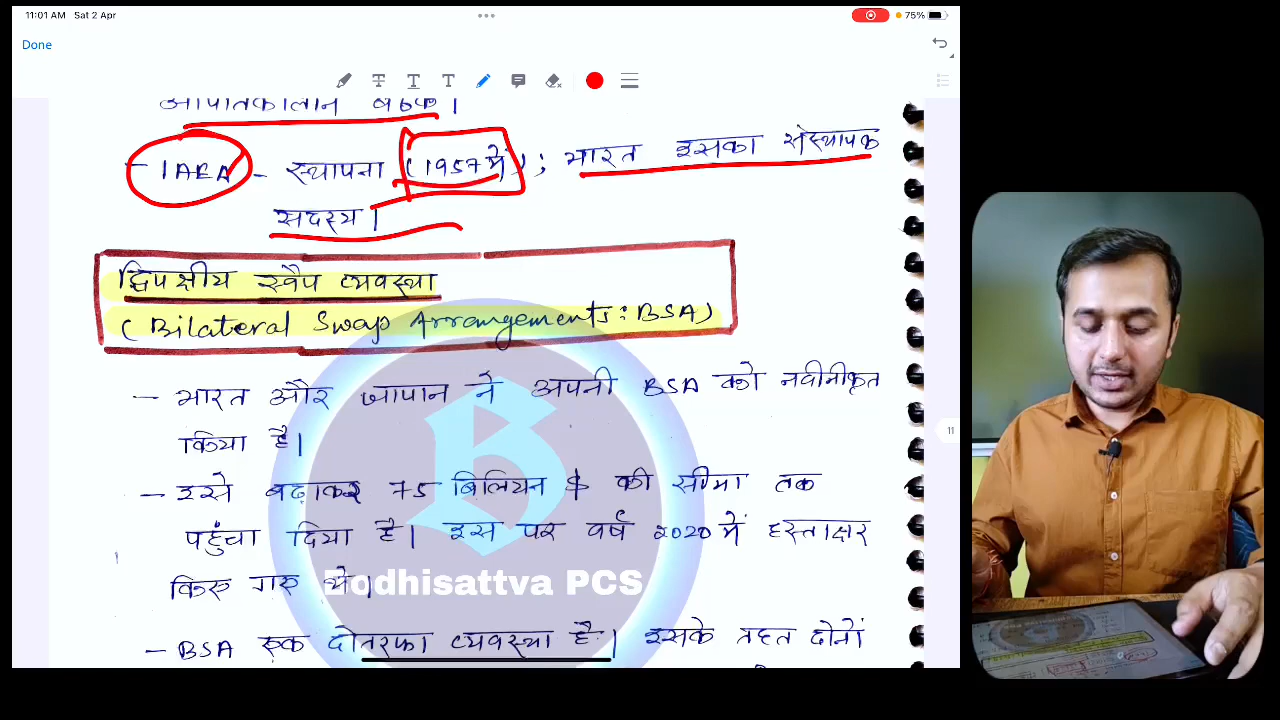 11:01 AM Sat 2 Apr
75%
Done
आपातकालीन बैठक।
- IAEA - स्थापना (1957 में); भारत इसका संस्थापक
सदस्य।
द्विपक्षीय स्वैप व्यवस्था
(Bilateral Swap Arrangements: BSA)
- भारत और जापान ने अपनी BSA को नवीनीकृत
किया है।
- इसे बढ़ाकर 75 बिलियन $ की सीमा तक
पहुंचा दिया है। इस पर वर्ष 2020 में हस्ताक्षर
किए गए थे।
Bodhisattva PCS
- BSA एक दोतरफा व्यवस्था है। इसके तहत दोनों
11